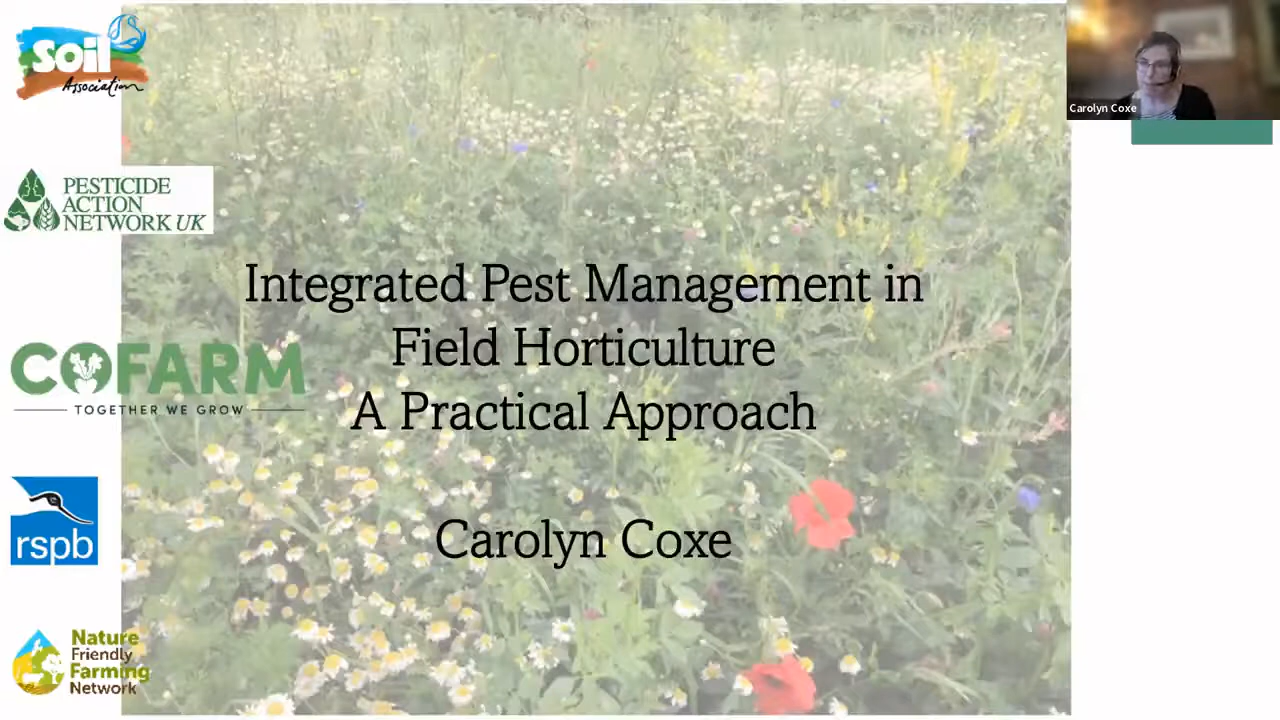 Soil
Association
Carolyn Coxe
PESTICIDE
ACTION
NETWORK UK
Integrated Pest Management in
Field Horticulture
A Practical Approach
COFARM
TOGETHER WE GROW
Carolyn Coxe
rspb
Nature
Friendly
Farming
Network